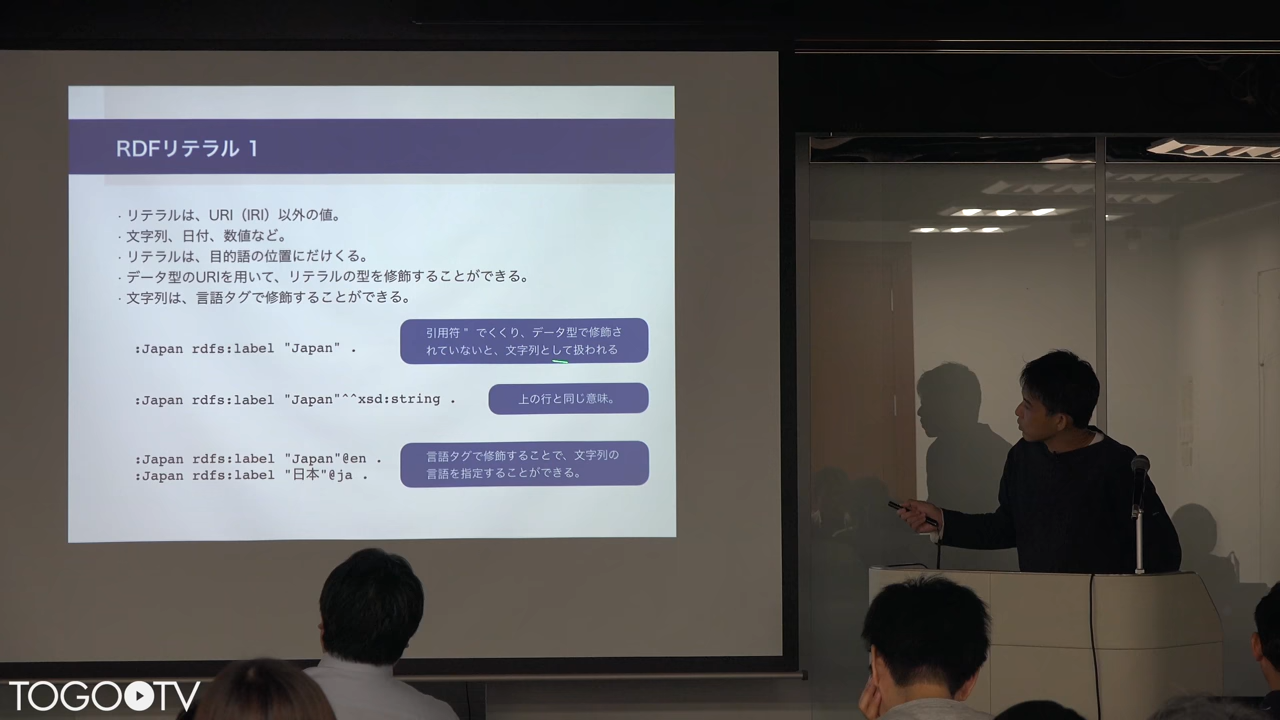 RDFリテラル 1
· リテラルは、URI（IRI）以外の値。
· 文字列、日付、数値など。
· リテラルは、目的語の位置にだけくる。
· データ型のURIを用いて、リテラルの型を修飾することができる。
· 文字列は、言語タグで修飾することができる。
:Japan rdfs:label "Japan" .
引用符 " でくくり、データ型で修飾さ
れていないと、文字列として扱われる
:Japan rdfs:label "Japan"^^xsd:string .
上の行と同じ意味。
:Japan rdfs:label "Japan"@en .
:Japan rdfs:label "日本"@ja .
言語タグで修飾することで、文字列の
言語を指定することができる。
TOGOTV